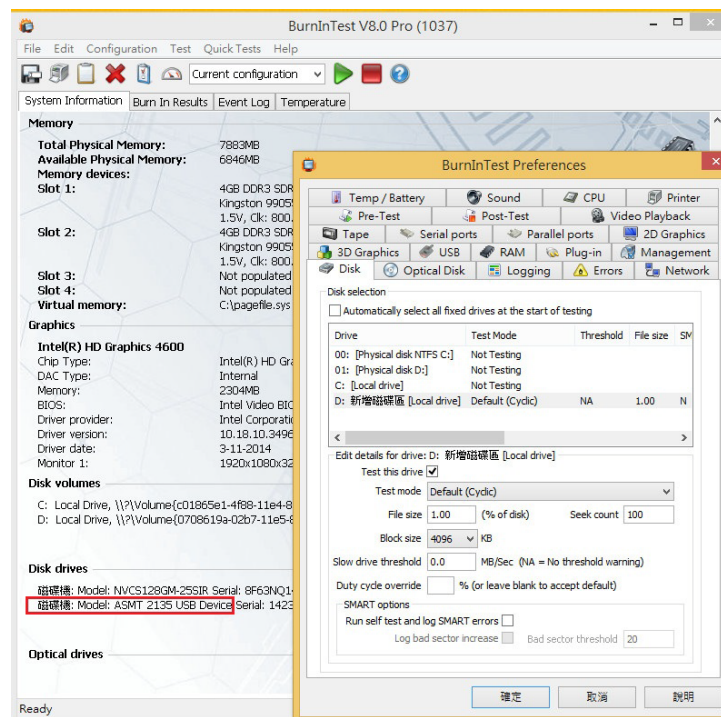 BurnInTest V8.0 Pro (1037)
File Edit Configuration Test Quick Tests Help
Current configuration
System Information Burn In Results Event Log Temperature
Memory
Total Physical Memory: 7883MB
Available Physical Memory: 6846MB
Memory devices:
Slot 1: 4GB DDR3 SDR
Kingston 9905
1.5V, Clk: 800.
Slot 2: 4GB DDR3 SDR
Kingston 9905
1.5V, Clk: 800.
Slot 3: Not populated
Slot 4: Not populated
Virtual memory: C:\pagefile.sys
Graphics
Intel(R) HD Graphics 4600
Chip Type: Intel(R) HD Gra
DAC Type: Internal
Memory: 2304MB
BIOS: Intel Video BIO
Driver provider: Intel Corporati
Driver version: 10.18.10.3496
Driver date: 3-11-2014
Monitor 1: 1920x1080x32
Disk volumes
C: Local Drive, \\?\Volume{c01865e1-4f88-11e4-8
D: Local Drive, \\?\Volume{0708619a-02b7-11e5-8
Disk drives
磁碟機: Model: NVCS128GM-25SIR Serial: 8F63NQ1
磁碟機: Model: ASMT 2135 USB Device Serial: 1423
Optical drives
Ready
BurnInTest Preferences
Temp / Battery Sound CPU Printer
Pre-Test Post-Test Video Playback
Tape Serial ports Parallel ports 2D Graphics
3D Graphics USB RAM Plug-in Management
Disk Optical Disk Logging Errors Network
Disk selection
Automatically select all fixed drives at the start of testing
Drive Test Mode Threshold File size SM
00: [Physical disk NTFS C:] Not Testing
01: [Physical disk D:] Not Testing
C: [Local drive] Not Testing
D: 新增磁碟區 [Local drive] Default (Cyclic) NA 1.00 N
Edit details for drive: D: 新增磁碟區 [Local drive]
Test this drive
Test mode Default (Cyclic)
File size 1.00 (% of disk) Seek count 100
Block size 4096 KB
Slow drive threshold 0.0 MB/Sec (NA = No threshold warning)
Duty cycle override % (or leave blank to accept default)
SMART options
Run self test and log SMART errors
Log bad sector increase Bad sector threshold 20
確定 取消 說明